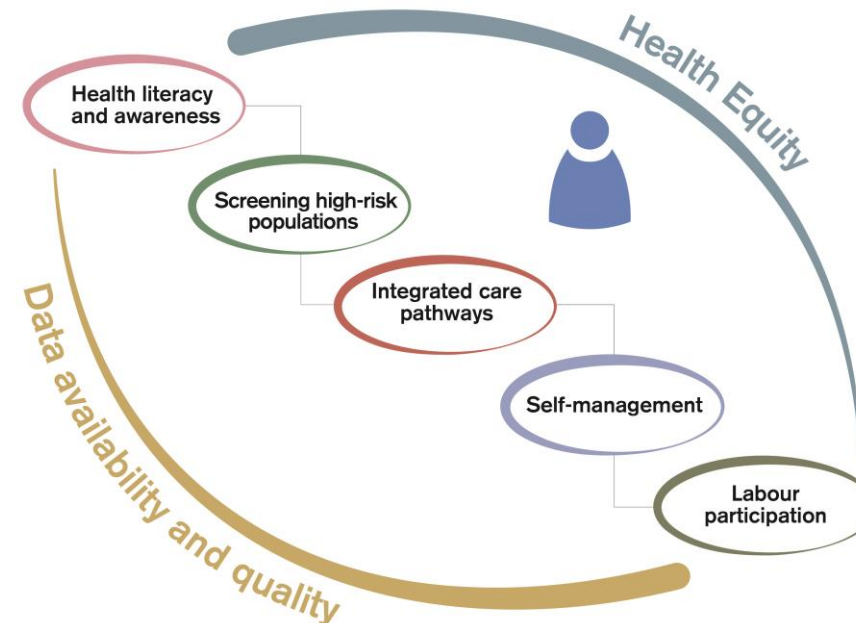 Health Equity
Health literacy
and awareness
Screening high-risk
populations
Integrated care
pathways
Self-management
Labour
participation
Data availability and quality